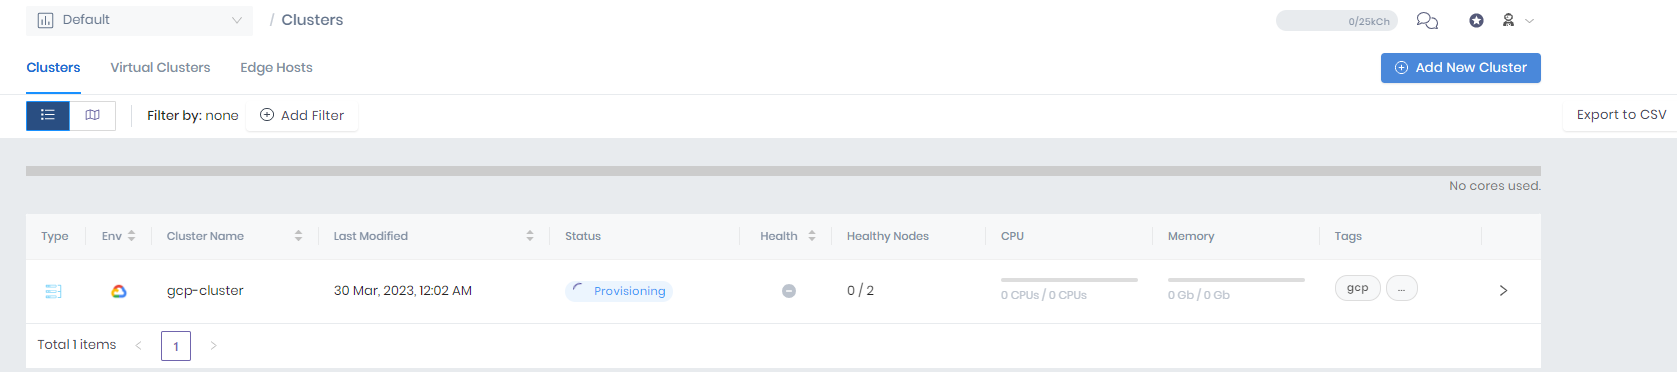 Default / Clusters 0/25kCh
Clusters Virtual Clusters Edge Hosts Add New Cluster
Filter by: none Add Filter Export to CSV
No cores used.
Type Env Cluster Name Last Modified Status Health Healthy Nodes CPU Memory Tags
gcp-cluster 30 Mar, 2023, 12:02 AM Provisioning 0 / 2 0 CPUs / 0 CPUs 0 Gb / 0 Gb gcp ...
Total 1 items < 1 >